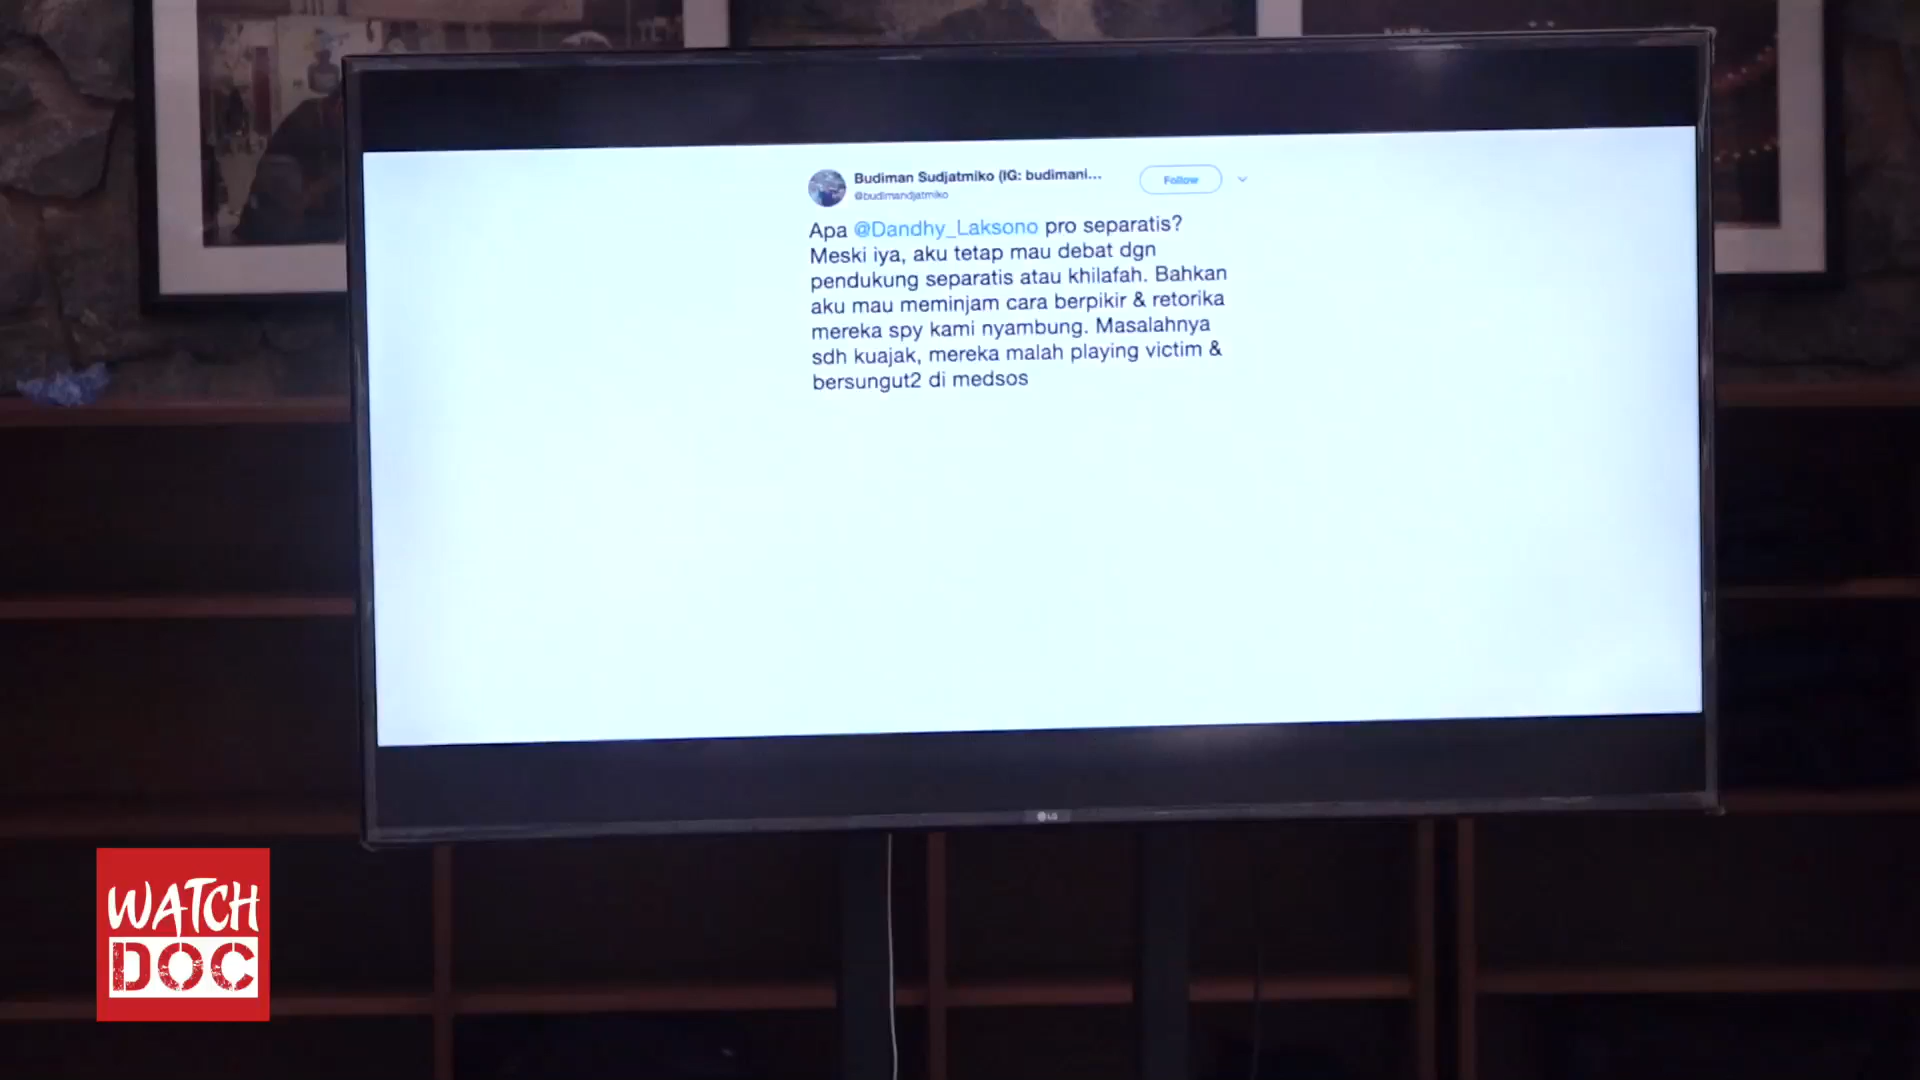 Budiman Sudjatmiko (IG: budimani...
Follow
@budimandjatmiko
Apa @Dandhy_Laksono pro separatis?
Meski iya, aku tetap mau debat dgn
pendukung separatis atau khilafah. Bahkan
aku mau meminjam cara berpikir & retorika
mereka spy kami nyambung. Masalahnya
sdh kuajak, mereka malah playing victim &
bersungut2 di medsos
LG
WATCH
DOC